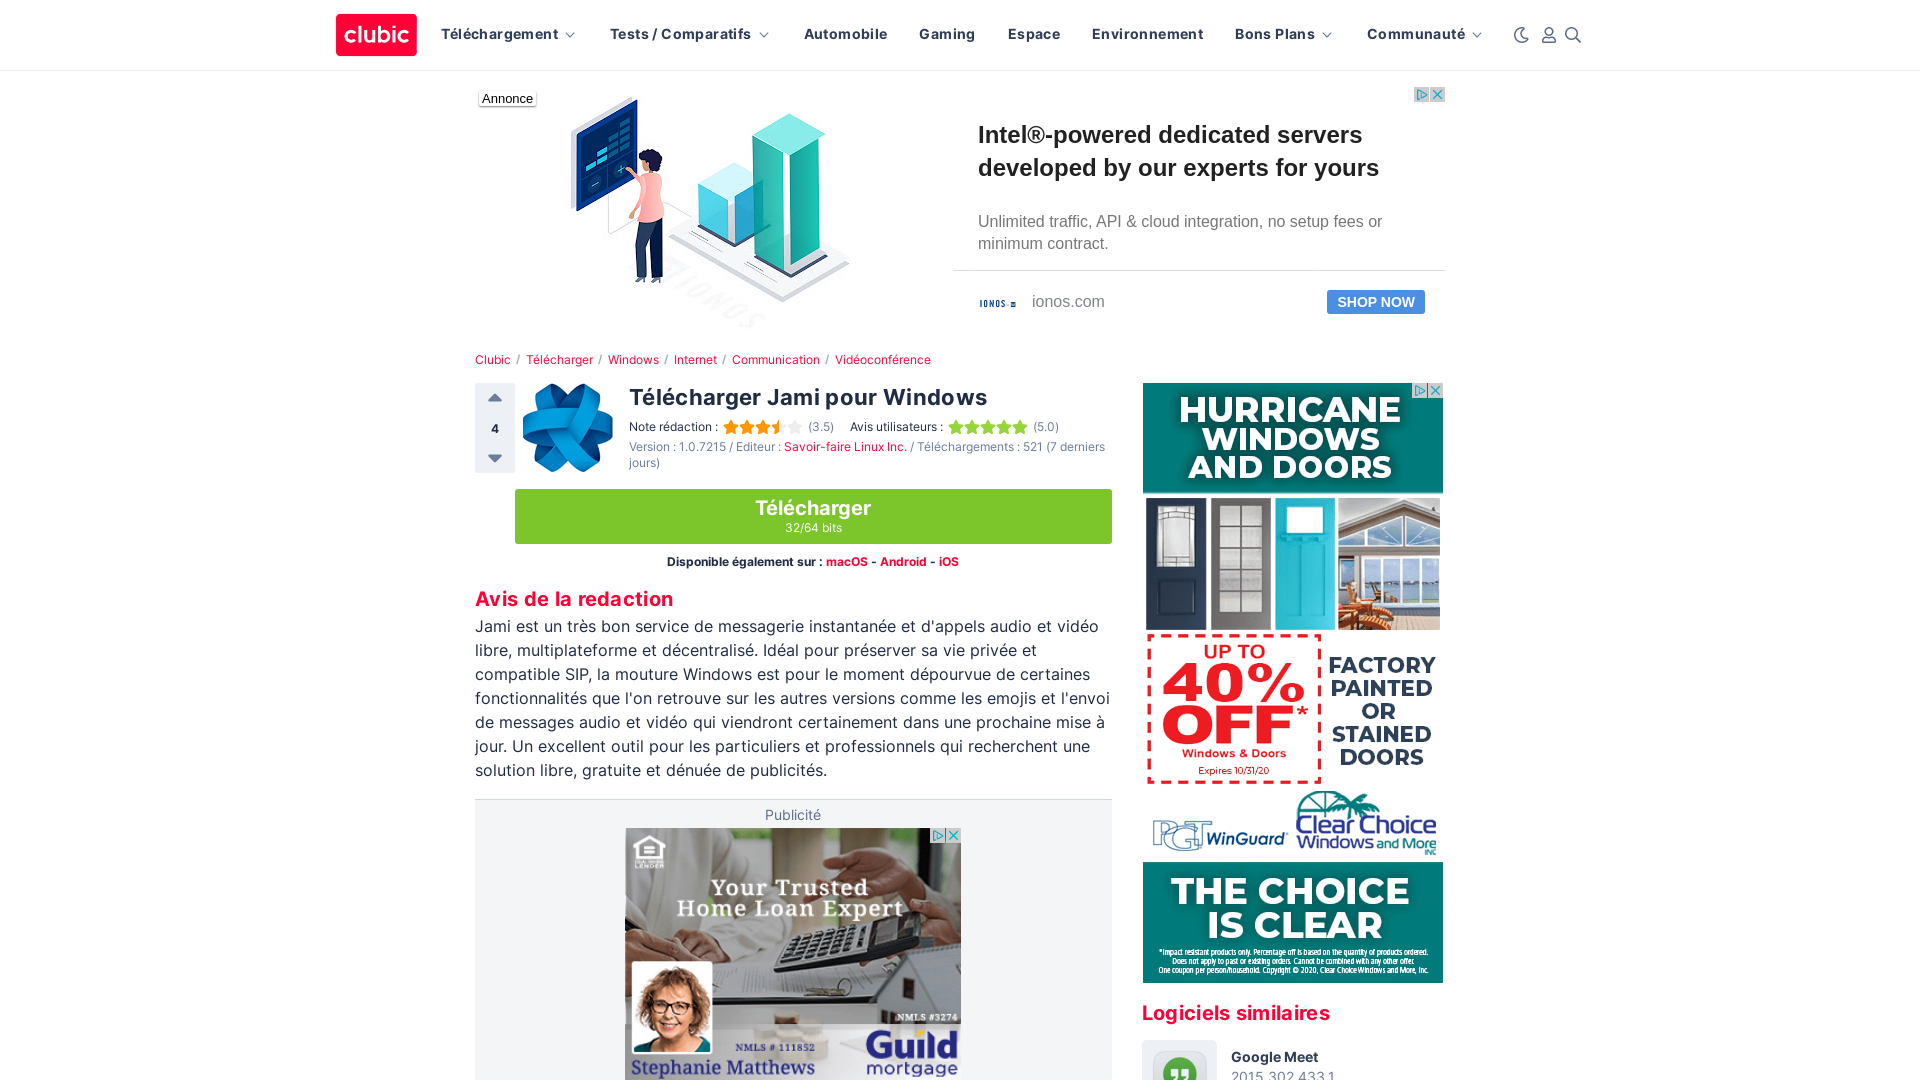 clubic
Téléchargement
Tests / Comparatifs
Automobile
Gaming
Espace
Environnement
Bons Plans
Communauté
Annonce
Intel®-powered dedicated servers
developed by our experts for yours
Unlimited traffic, API & cloud integration, no setup fees or
minimum contract.
IONOS
IONOS
ionos.com
SHOP NOW
Clubic / Télécharger / Windows / Internet / Communication / Vidéoconférence
4
Télécharger Jami pour Windows
Note rédaction : (3.5) Avis utilisateurs : (5.0)
Version : 1.0.7215 / Editeur : Savoir-faire Linux Inc. / Téléchargements : 521 (7 derniers
jours)
Télécharger
32/64 bits
Disponible également sur : macOS - Android - iOS
Avis de la redaction
Jami est un très bon service de messagerie instantanée et d'appels audio et vidéo
libre, multiplateforme et décentralisé. Idéal pour préserver sa vie privée et
compatible SIP, la mouture Windows est pour le moment dépourvue de certaines
fonctionnalités que l'on retrouve sur les autres versions comme les emojis et l'envoi
de messages audio et vidéo qui viendront certainement dans une prochaine mise à
jour. Un excellent outil pour les particuliers et professionnels qui recherchent une
solution libre, gratuite et dénuée de publicités.
Publicité
Your Trusted
Home Loan Expert
NMLS #3274
NMLS # 111852
Stephanie Matthews
Guild
mortgage
HURRICANE
WINDOWS
AND DOORS
UP TO
40%
OFF*
Windows & Doors
Expires 10/31/20
FACTORY
PAINTED
OR
STAINED
DOORS
PGT WinGuard
Clear Choice
Windows and More
INC
THE CHOICE
IS CLEAR
*Impact resistant products only. Percentage off is based on the quantity of products ordered.
Does not apply to past or existing orders. Cannot be combined with any other offer.
One coupon per person/household. Copyright © 2020, Clear Choice Windows and More, Inc.
Logiciels similaires
Google Meet
2015.302.433.1